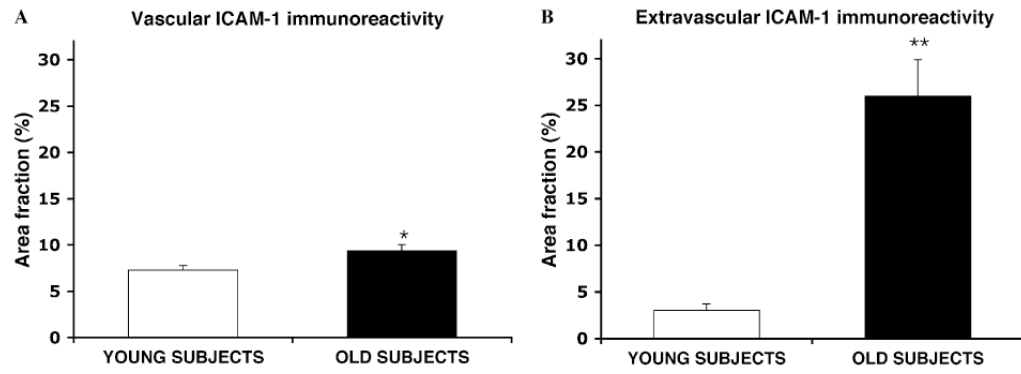 A
Vascular ICAM-1 immunoreactivity
Area fraction (%)
30
25
20
15
10
5
0
*
YOUNG SUBJECTS
OLD SUBJECTS
B
Extravascular ICAM-1 immunoreactivity
Area fraction (%)
30
25
20
15
10
5
0
**
YOUNG SUBJECTS
OLD SUBJECTS